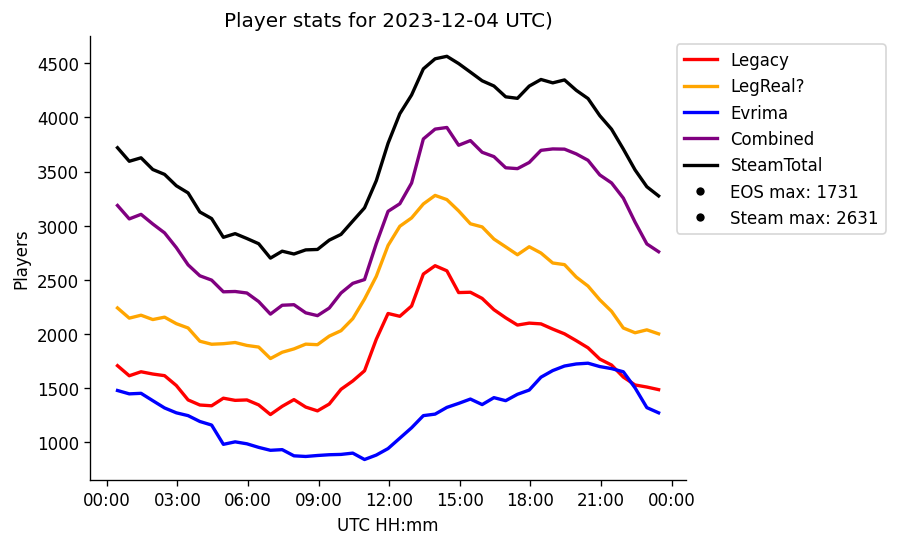 Player stats for 2023-12-04 UTC)
Legacy
LegReal?
Evrima
Combined
SteamTotal
EOS max: 1731
Steam max: 2631
Players
4500
4000
3500
3000
2500
2000
1500
1000
00:00 03:00 06:00 09:00 12:00 15:00 18:00 21:00 00:00
UTC HH:mm